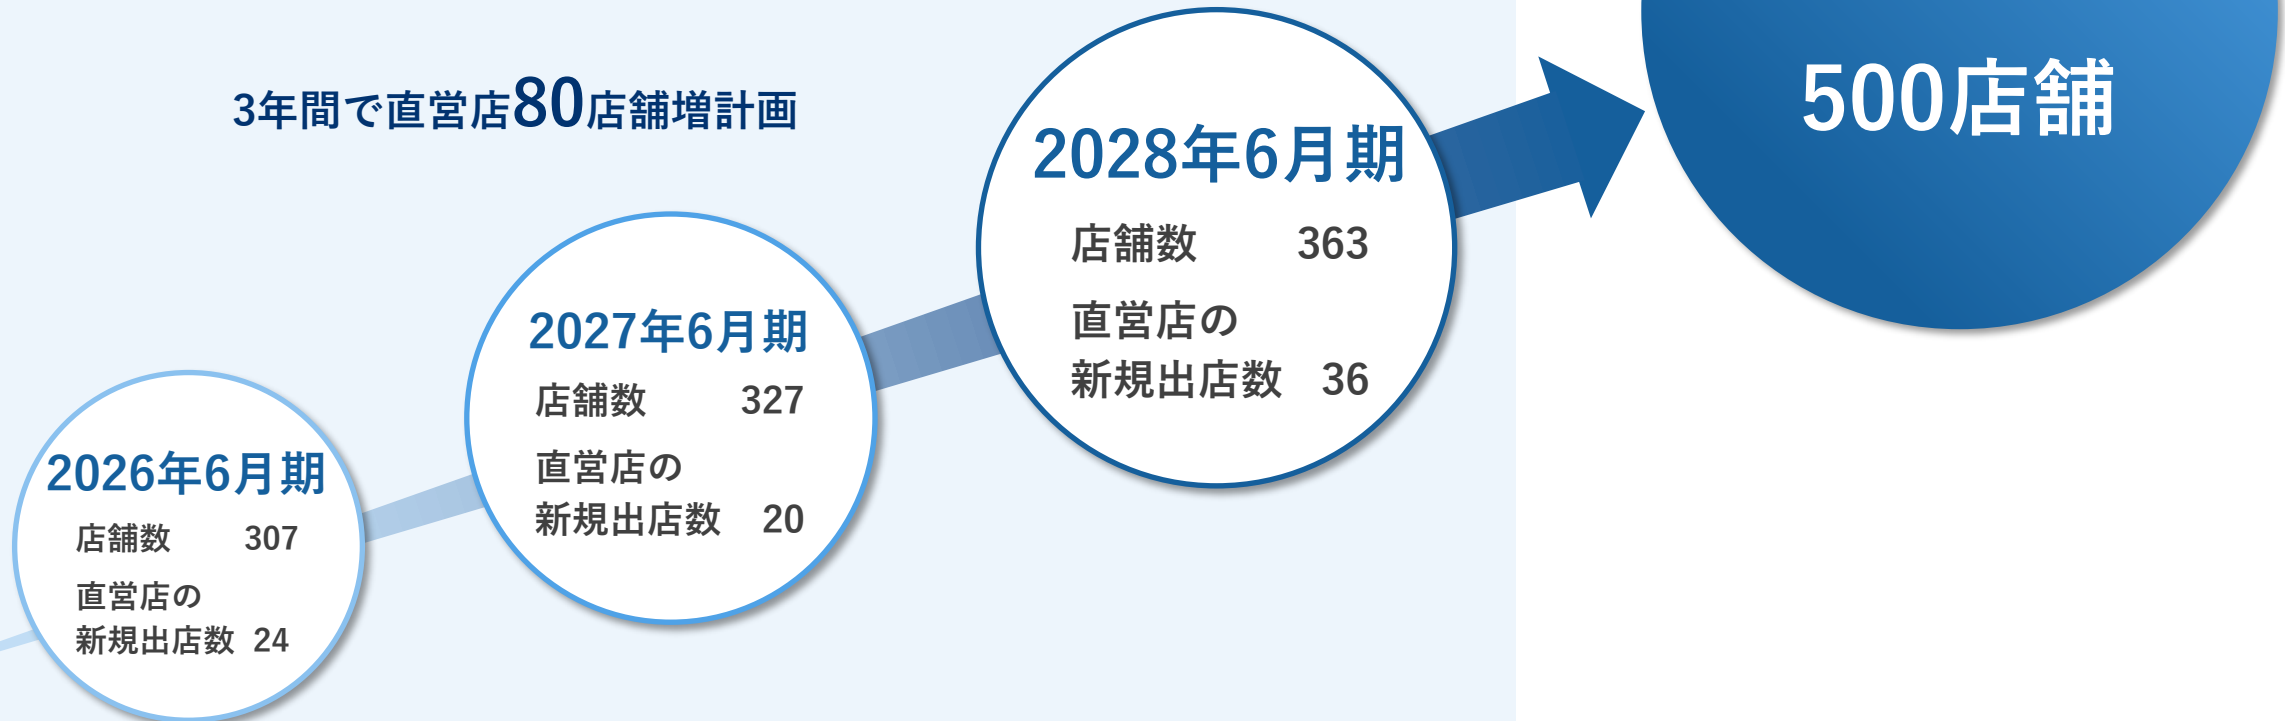 3年間で直営店80店舗増計画
2026年6月期
店舗数 307
直営店の
新規出店数 24
2027年6月期
店舗数 327
直営店の
新規出店数 20
2028年6月期
店舗数 363
直営店の
新規出店数 36
500店舗